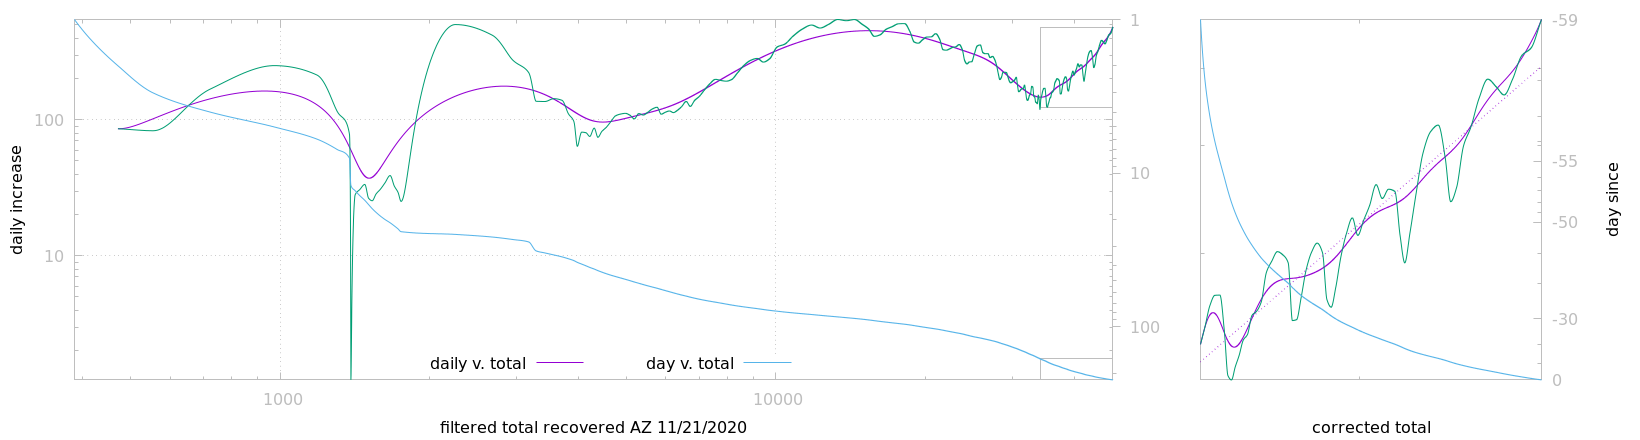 1
-59
100
daily increase
10
-55
-50
day since
10
100
-30
daily v. total
day v. total
0
1000
10000
filtered total recovered AZ 11/21/2020
corrected total